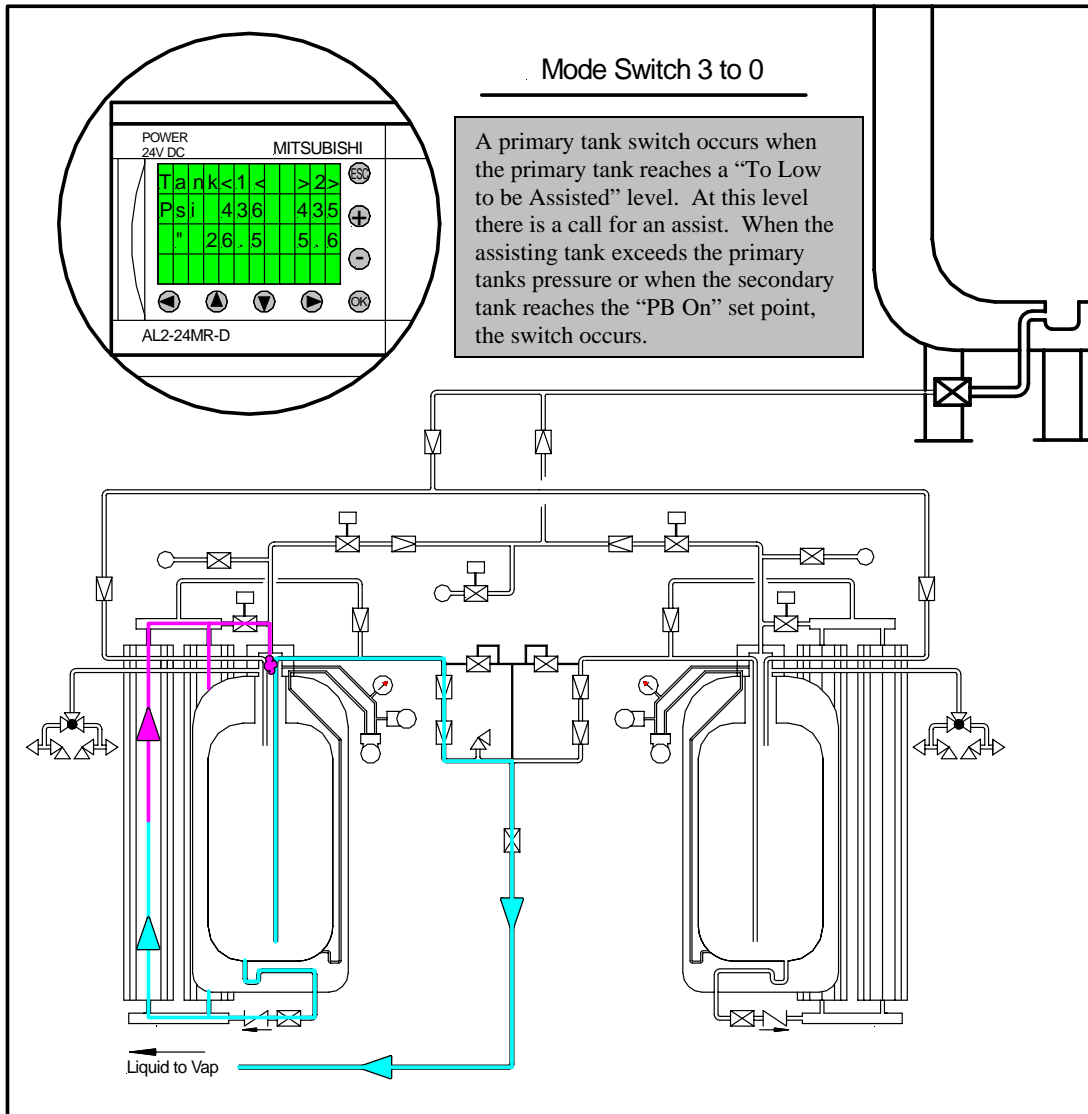 Mode Switch 3 to 0
A primary tank switch occurs when
the primary tank reaches a “To Low
to be Assisted” level. At this level
there is a call for an assist. When the
assisting tank exceeds the primary
tanks pressure or when the secondary
tank reaches the “PB On” set point,
the switch occurs.
POWER
24V DC
MITSUBISHI
Tank<1< >2>
Psi 436 435
" 26.5 5.6
ESC
+
-
OK
AL2-24MR-D
Liquid to Vap